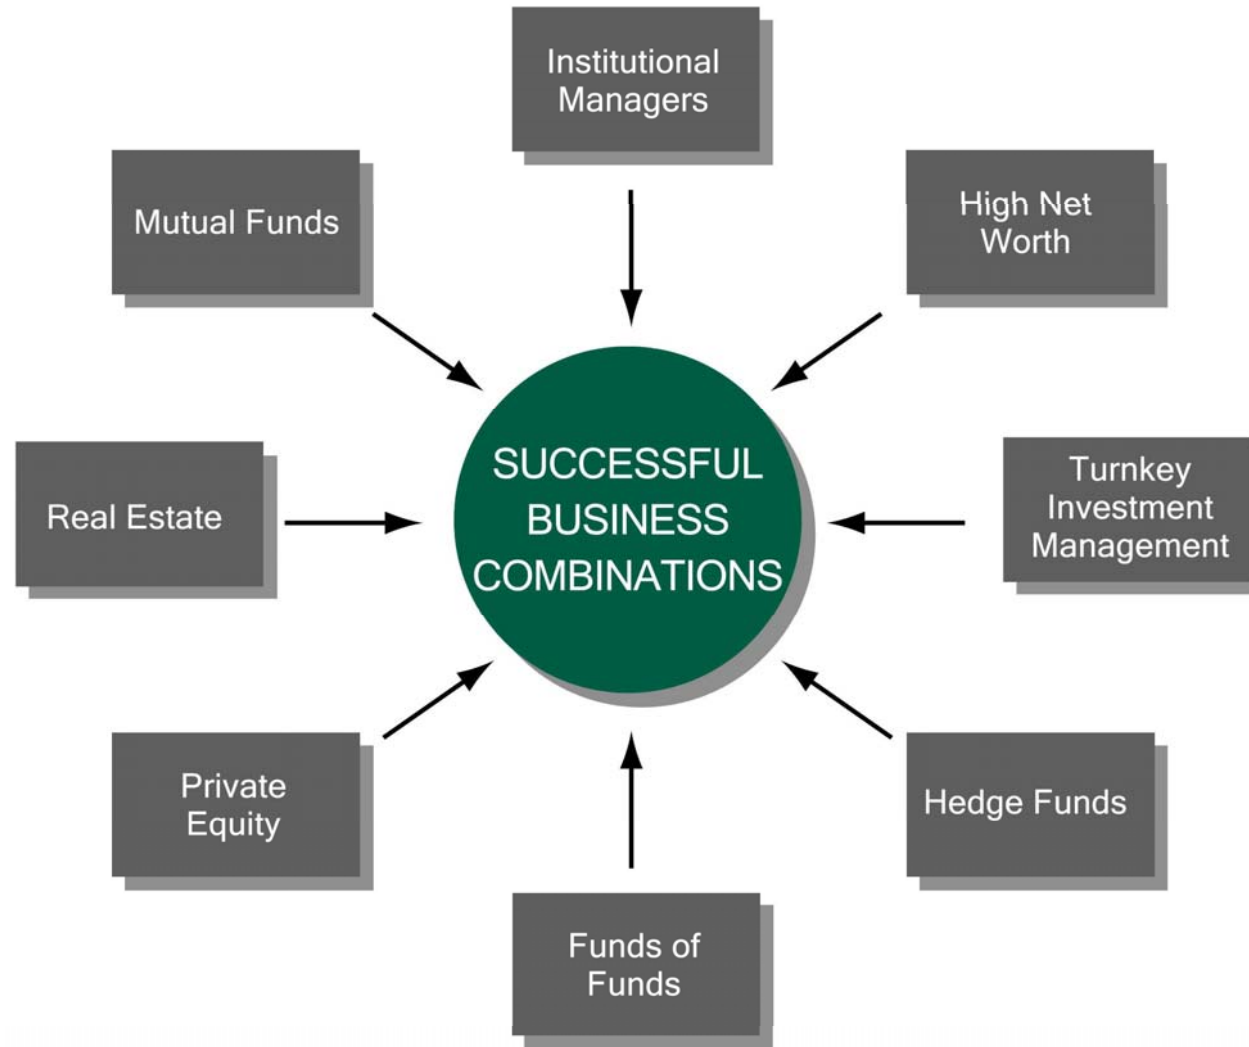 Institutional
Managers
Mutual Funds
High Net
Worth
SUCCESSFUL
BUSINESS
COMBINATIONS
Real Estate
Turnkey
Investment
Management
Private
Equity
Hedge Funds
Funds of
Funds